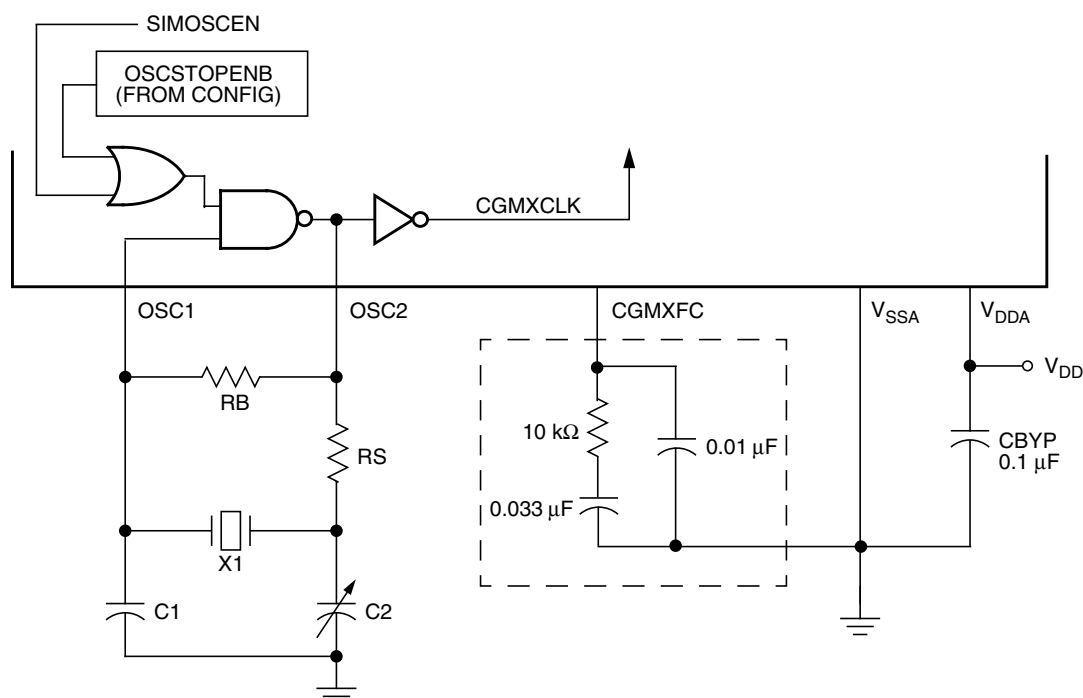 SIMOSCEN
OSCSTOPENB
(FROM CONFIG)
CGMXCLK
OSC1
OSC2
CGMXFC
VSSA
VDDA
VDD
RB
10 kΩ
0.01 µF
CBYP
0.1 µF
RS
0.033 µF
X1
C1
C2